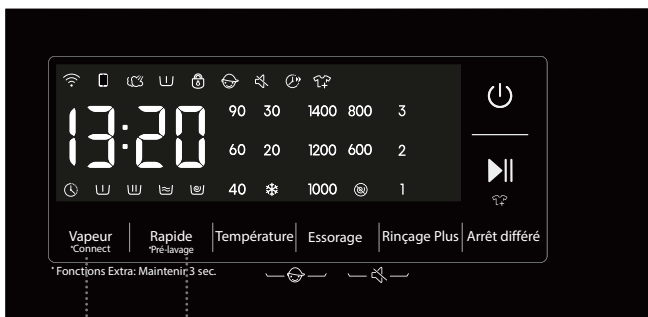 13:20
90 30 1400 800 3
60 20 1200 600 2
40 1000 1
Vapeur Rapide Température Essorage Rinçage Plus Arrêt différé
*Connect *Pré-lavage
*Fonctions Extra: Maintenir 3 sec.